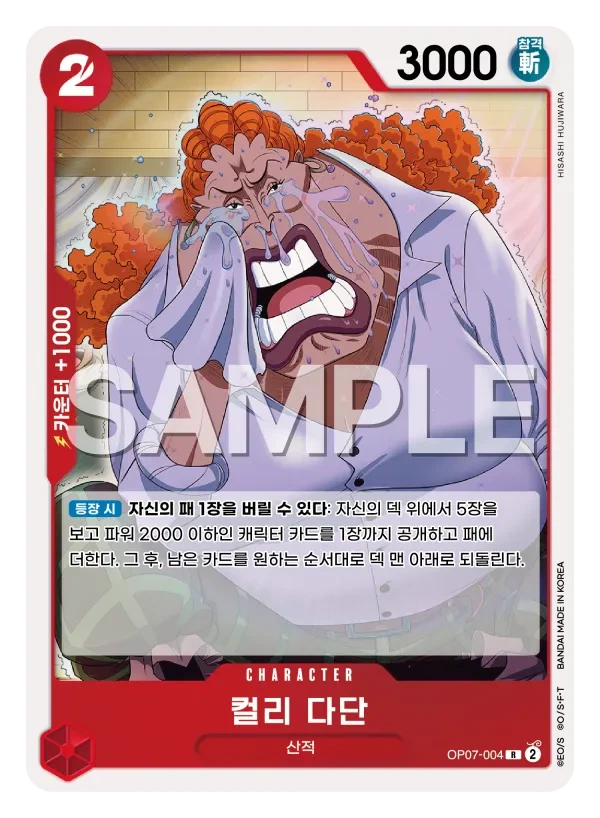 2
3000
참격
斬
HISASHI HUJIWARA
카운터 +1000
SAMPLE
등장 시 자신의 패 1장을 버릴 수 있다: 자신의 덱 위에서 5장을
보고 파워 2000 이하인 캐릭터 카드를 1장까지 공개하고 패에
더한다. 그 후, 남은 카드를 원하는 순서대로 덱 맨 아래로 되돌린다.
CHARACTER
컬리 다단
산적
OP07-004 R 2
©EO/S ©O/S·F·T BANDAI MADE IN KOREA